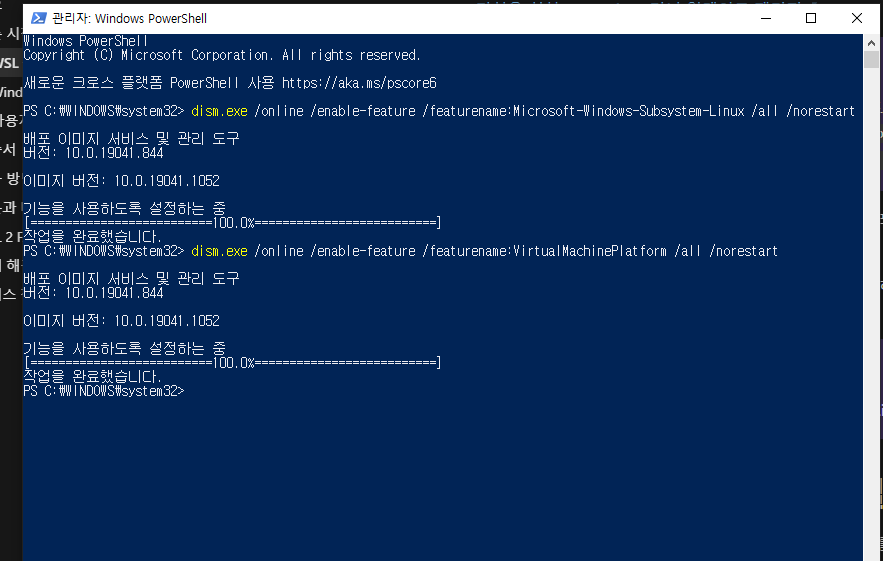 관리자: Windows PowerShell
Windows PowerShell
Copyright (C) Microsoft Corporation. All rights reserved.
새로운 크로스 플랫폼 PowerShell 사용 https://aka.ms/pscore6
PS C:₩WINDOWS₩system32> dism.exe /online /enable-feature /featurename:Microsoft-Windows-Subsystem-Linux /all /norestart
배포 이미지 서비스 및 관리 도구
버전: 10.0.19041.844
이미지 버전: 10.0.19041.1052
기능을 사용하도록 설정하는 중
[==========================100.0%==========================]
작업을 완료했습니다.
PS C:₩WINDOWS₩system32> dism.exe /online /enable-feature /featurename:VirtualMachinePlatform /all /norestart
배포 이미지 서비스 및 관리 도구
버전: 10.0.19041.844
이미지 버전: 10.0.19041.1052
기능을 사용하도록 설정하는 중
[==========================100.0%==========================]
작업을 완료했습니다.
PS C:₩WINDOWS₩system32>